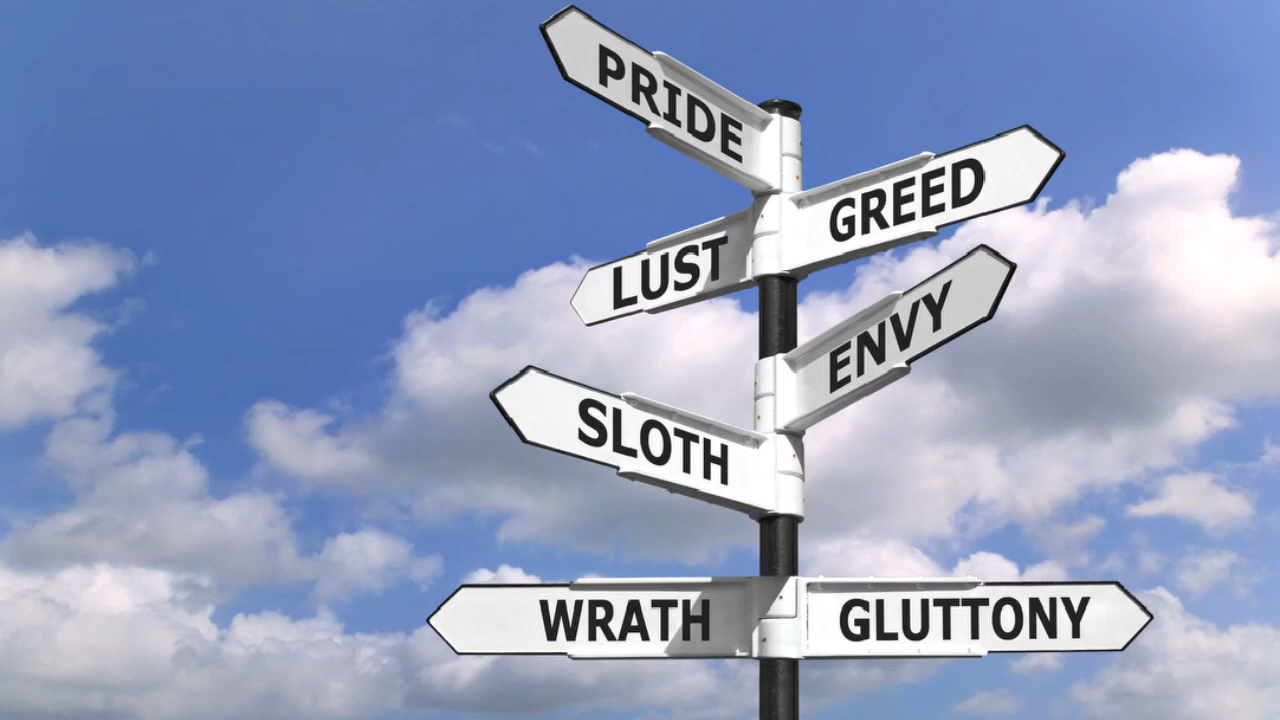 PRIDE
GREED
LUST
ENVY
SLOTH
WRATH
GLUTTONY